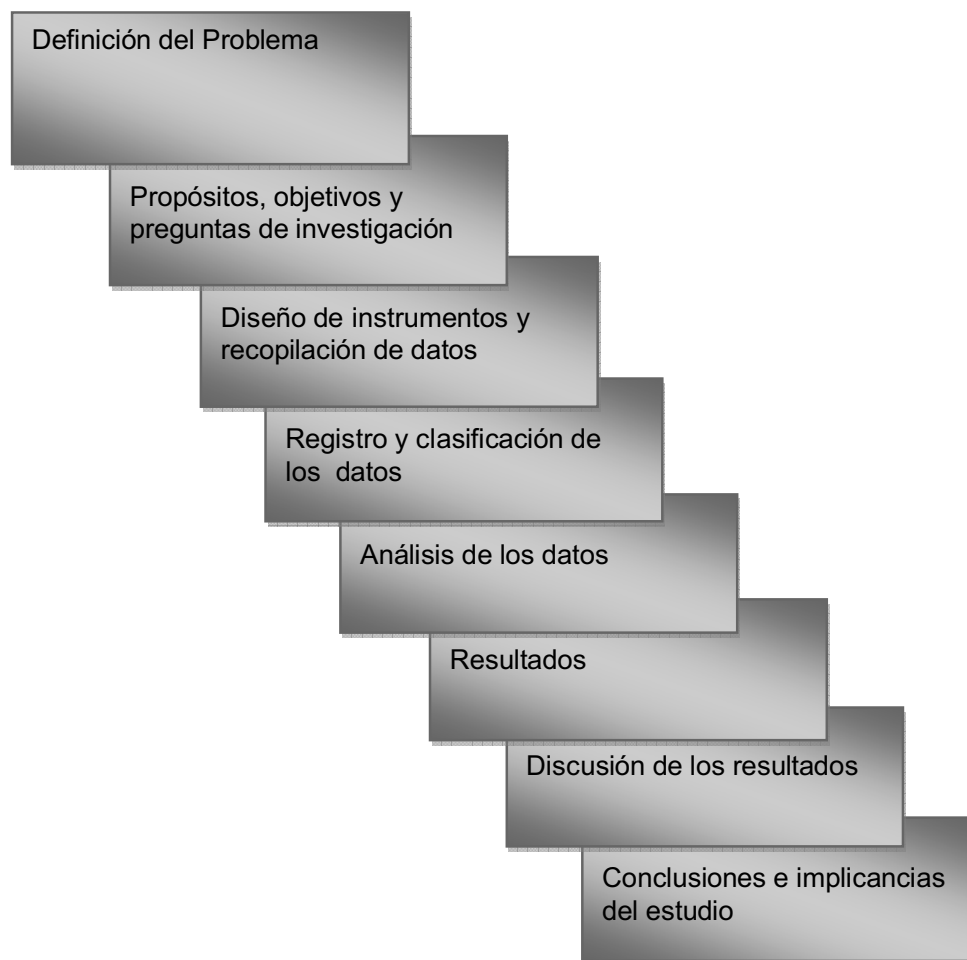 Definición del Problema
Propósitos, objetivos y
preguntas de investigación
Diseño de instrumentos y
recopilación de datos
Registro y clasificación de
los  datos
Análisis de los datos
Resultados
Discusión de los resultados
Conclusiones e implicancias
del estudio